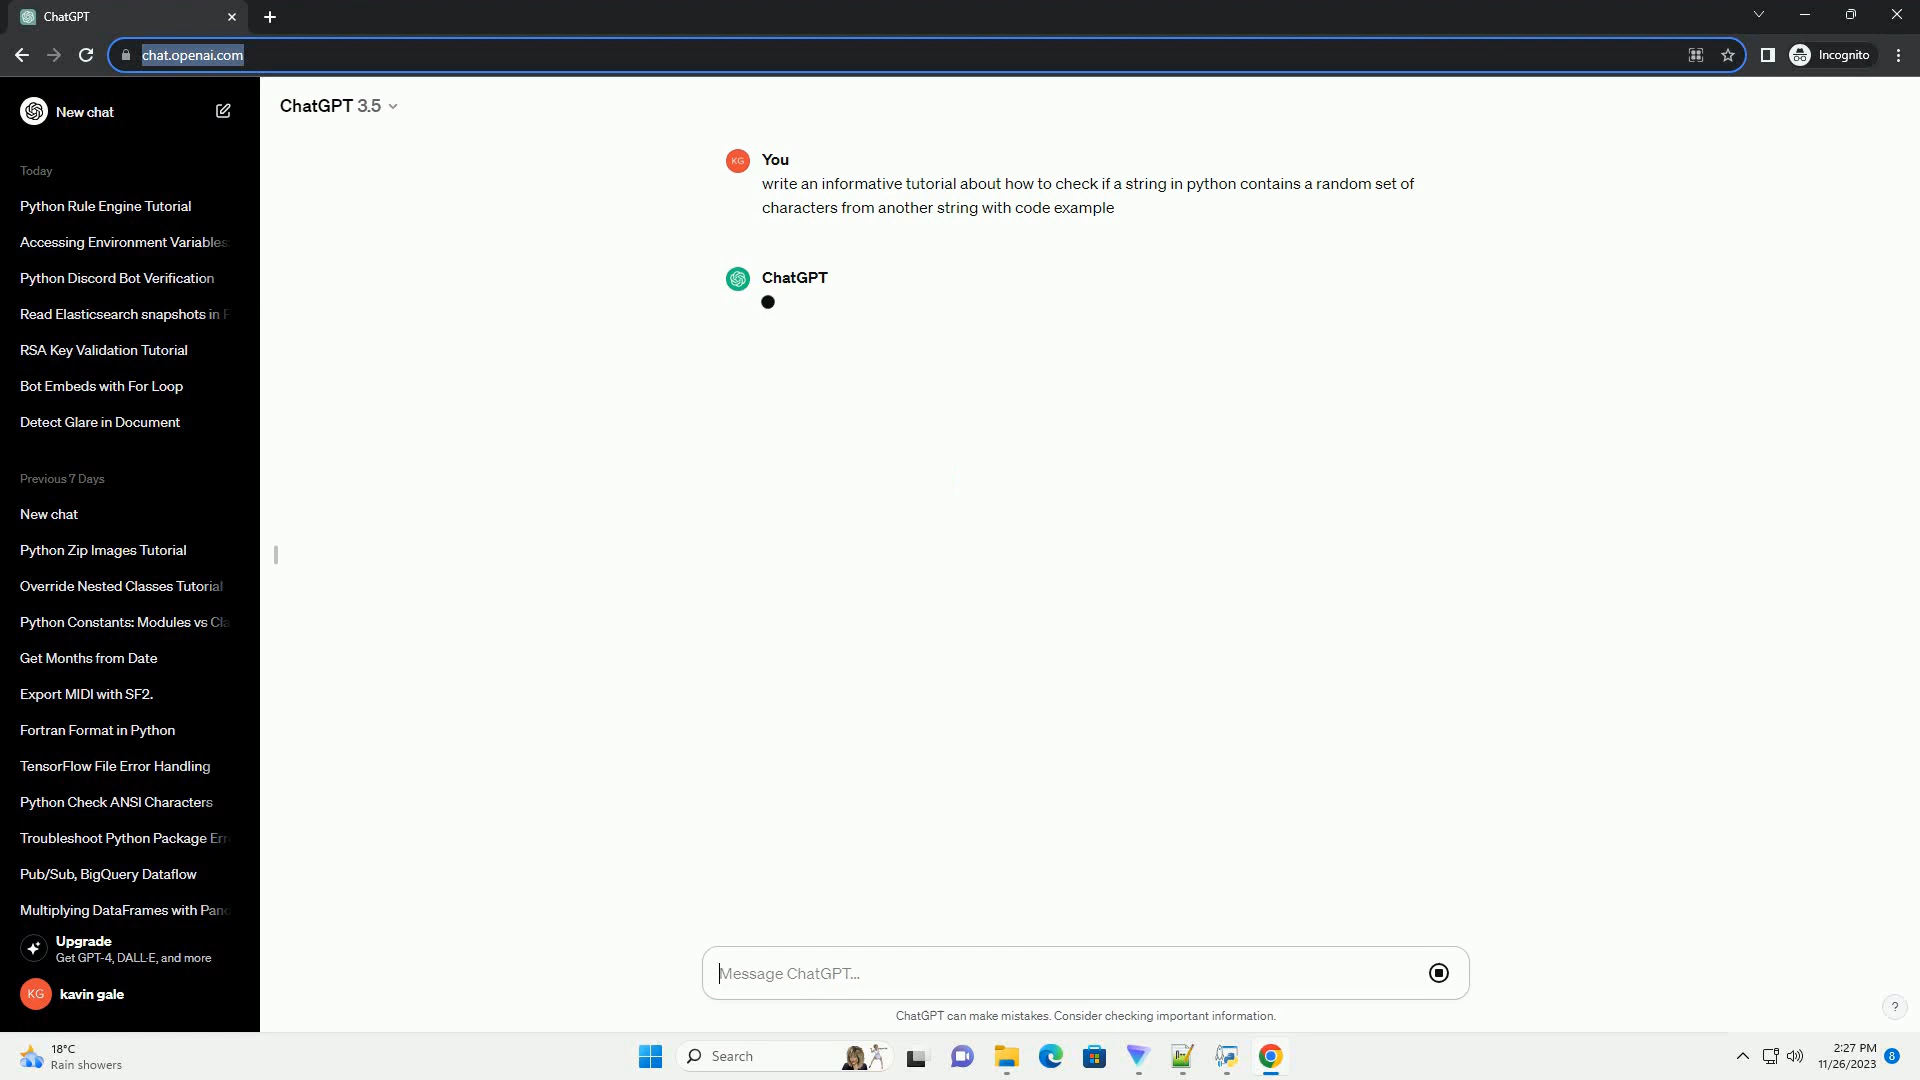 ChatGPT
chat.openai.com
Incognito
New chat
ChatGPT 3.5
Today
Python Rule Engine Tutorial
Accessing Environment Variables
Python Discord Bot Verification
Read Elasticsearch snapshots in
RSA Key Validation Tutorial
Bot Embeds with For Loop
Detect Glare in Document
Previous 7 Days
New chat
Python Zip Images Tutorial
Override Nested Classes Tutorial
Python Constants: Modules vs Cla
Get Months from Date
Export MIDI with SF2.
Fortran Format in Python
TensorFlow File Error Handling
Python Check ANSI Characters
Troubleshoot Python Package Err
Pub/Sub, BigQuery Dataflow
Multiplying DataFrames with Pand
Upgrade
Get GPT-4, DALL·E, and more
KG kavin gale
KG You
write an informative tutorial about how to check if a string in python contains a random set of
characters from another string with code example
ChatGPT
Message ChatGPT...
ChatGPT can make mistakes. Consider checking important information.
?
18°C
Rain showers
Search
2:27 PM
11/26/2023
8